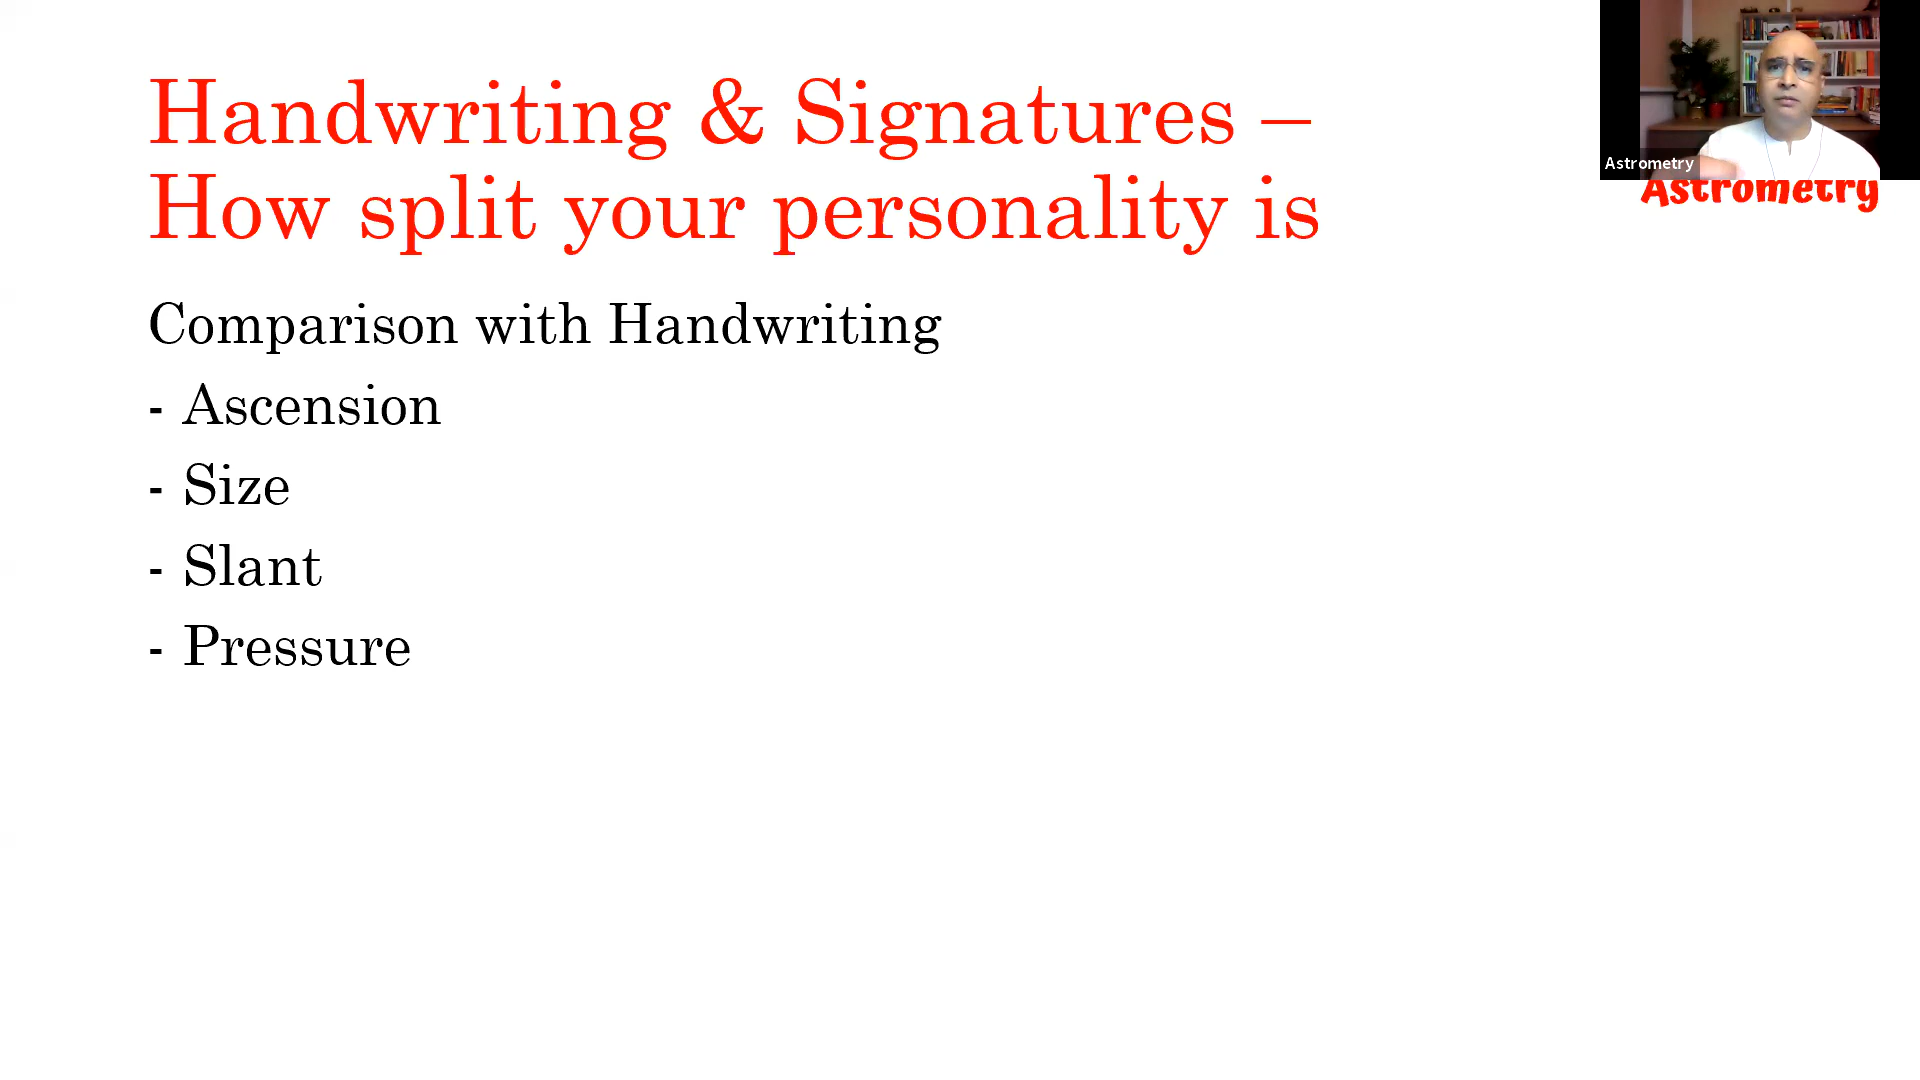 Handwriting & Signatures –
How split your personality is
Comparison with Handwriting
- Ascension
- Size
- Slant
- Pressure
Astrometry
Astrometry